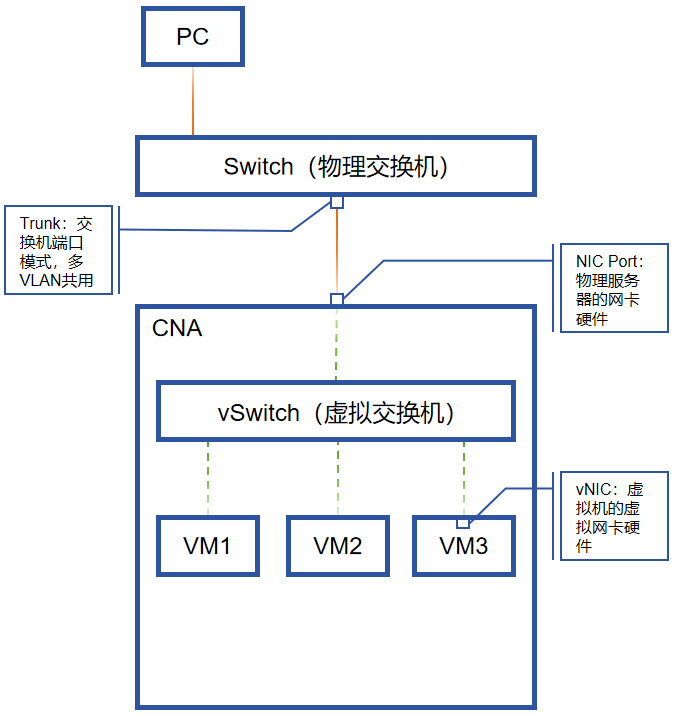 PC
Switch（物理交换机）
Trunk：交
换机端口
模式，多
VLAN共用
NIC Port：
物理服务
器的网卡
硬件
CNA
vSwitch（虚拟交换机）
vNIC：虚
拟机的虚
拟网卡硬
件
VM1
VM2
VM3